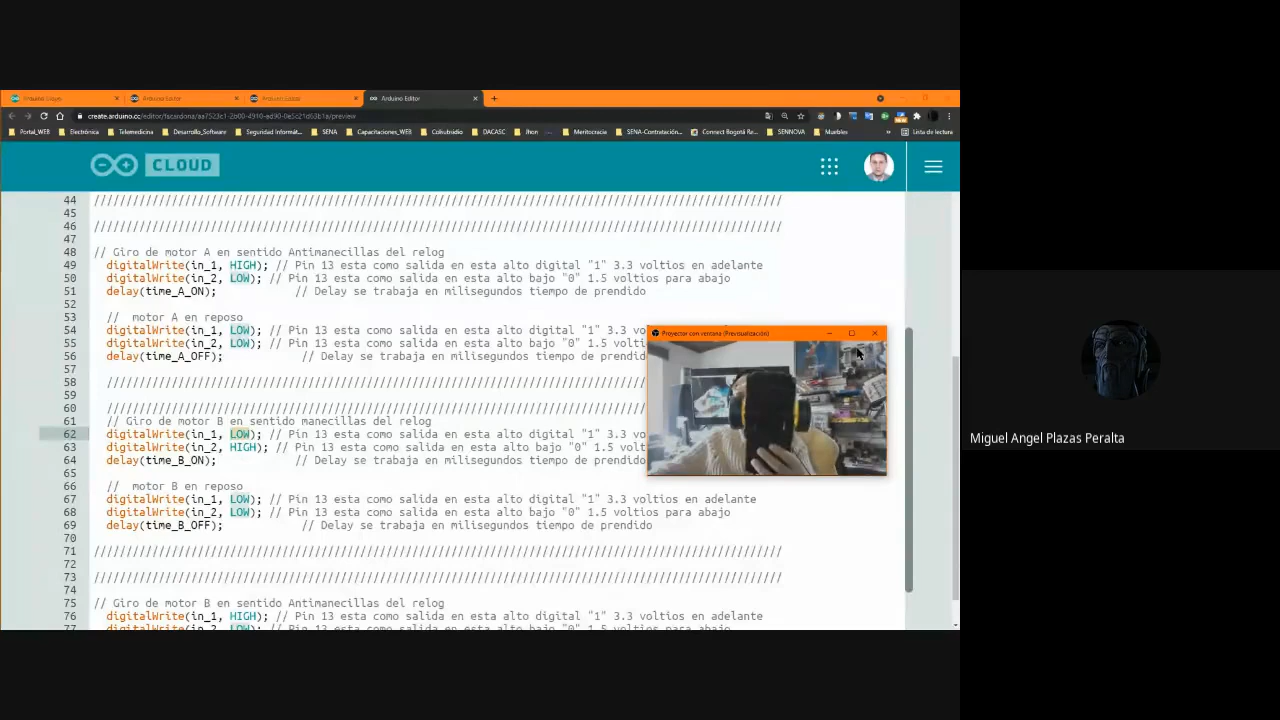 Arduino Editor
create.arduino.cc/editor/fscardona/aa7523c1-2b00-4910-ad90-0e5c21d63b1a/preview
Portal_WEB
Electrónica
Telemedicina
Desarrollo_Software
Seguridad Informát...
SENA
Capacitaciones_WEB
Colsubsidio
DACASC
Jhon
Meritocracia
SENA-Contratación...
Connect Bogotá Re...
SENNOVA
Muebles
Lista de lectura
CLOUD
44 ////////////////////////////////////////////////////////////////////////////////////////////////////////
45
46 ////////////////////////////////////////////////////////////////////////////////////////////////////////
47
48 // Giro de motor A en sentido Antimanecillas del relog
49 digitalWrite(in_1, HIGH); // Pin 13 esta como salida en esta alto digital "1" 3.3 voltios en adelante
50 digitalWrite(in_2, LOW); // Pin 13 esta como salida en esta alto bajo "0" 1.5 voltios para abajo
51 delay(time_A_ON); // Delay se trabaja en milisegundos tiempo de prendido
52
53 // motor A en reposo
54 digitalWrite(in_1, LOW); // Pin 13 esta como salida en esta alto digital "1" 3.3 vo
55 digitalWrite(in_2, LOW); // Pin 13 esta como salida en esta alto bajo "0" 1.5 volt
56 delay(time_A_OFF); // Delay se trabaja en milisegundos tiempo de prendid
57
58 ////////////////////////////////////////////////////////////////////////////////////
59
60 ////////////////////////////////////////////////////////////////////////////////////
61 // Giro de motor B en sentido manecillas del relog
62 digitalWrite(in_1, LOW); // Pin 13 esta como salida en esta alto digital "1" 3.3 vo
63 digitalWrite(in_2, HIGH); // Pin 13 esta como salida en esta alto bajo "0" 1.5 volt
64 delay(time_B_ON); // Delay se trabaja en milisegundos tiempo de prendid
65
66 // motor B en reposo
67 digitalWrite(in_1, LOW); // Pin 13 esta como salida en esta alto digital "1" 3.3 voltios en adelante
68 digitalWrite(in_2, LOW); // Pin 13 esta como salida en esta alto bajo "0" 1.5 voltios para abajo
69 delay(time_B_OFF); // Delay se trabaja en milisegundos tiempo de prendido
70
71 ////////////////////////////////////////////////////////////////////////////////////////////////////////
72
73 ////////////////////////////////////////////////////////////////////////////////////////////////////////
74
75 // Giro de motor B en sentido Antimanecillas del relog
76 digitalWrite(in_1, HIGH); // Pin 13 esta como salida en esta alto digital "1" 3.3 voltios en adelante
77 digitalWrite(in_2, LOW); // Pin 13 esta como salida en esta alto bajo "0" 1.5 voltios para abajo
Proyector con ventana (Previsualización)
Miguel Angel Plazas Peralta